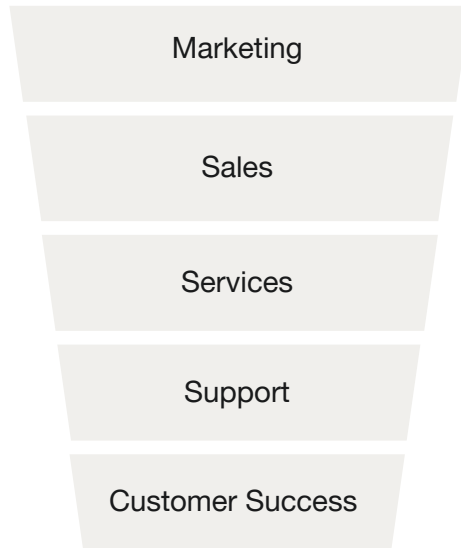 Marketing
Sales
Services
Support
Customer Success